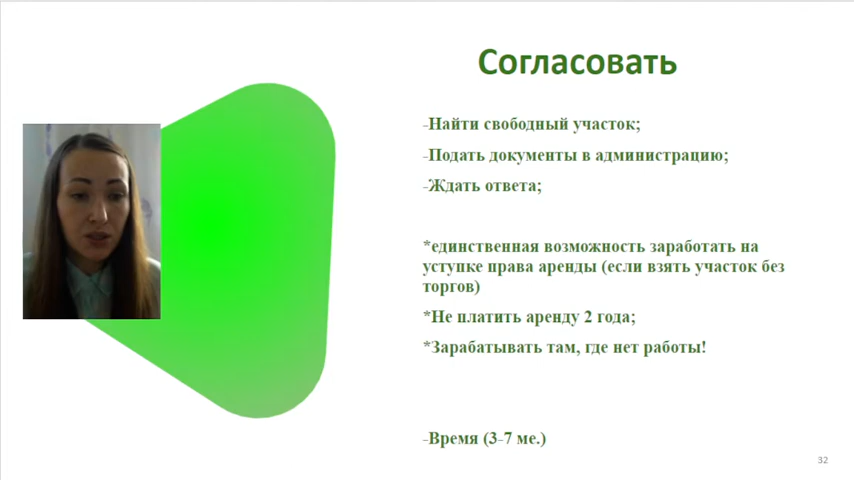 Согласовать
-Найти свободный участок;
-Подать документы в администрацию;
-Ждать ответа;
*единственная возможность заработать на
уступке права аренды (если взять участок без
торгов)
*Не платить аренду 2 года;
*Зарабатывать там, где нет работы!
-Время (3-7 ме.)
32